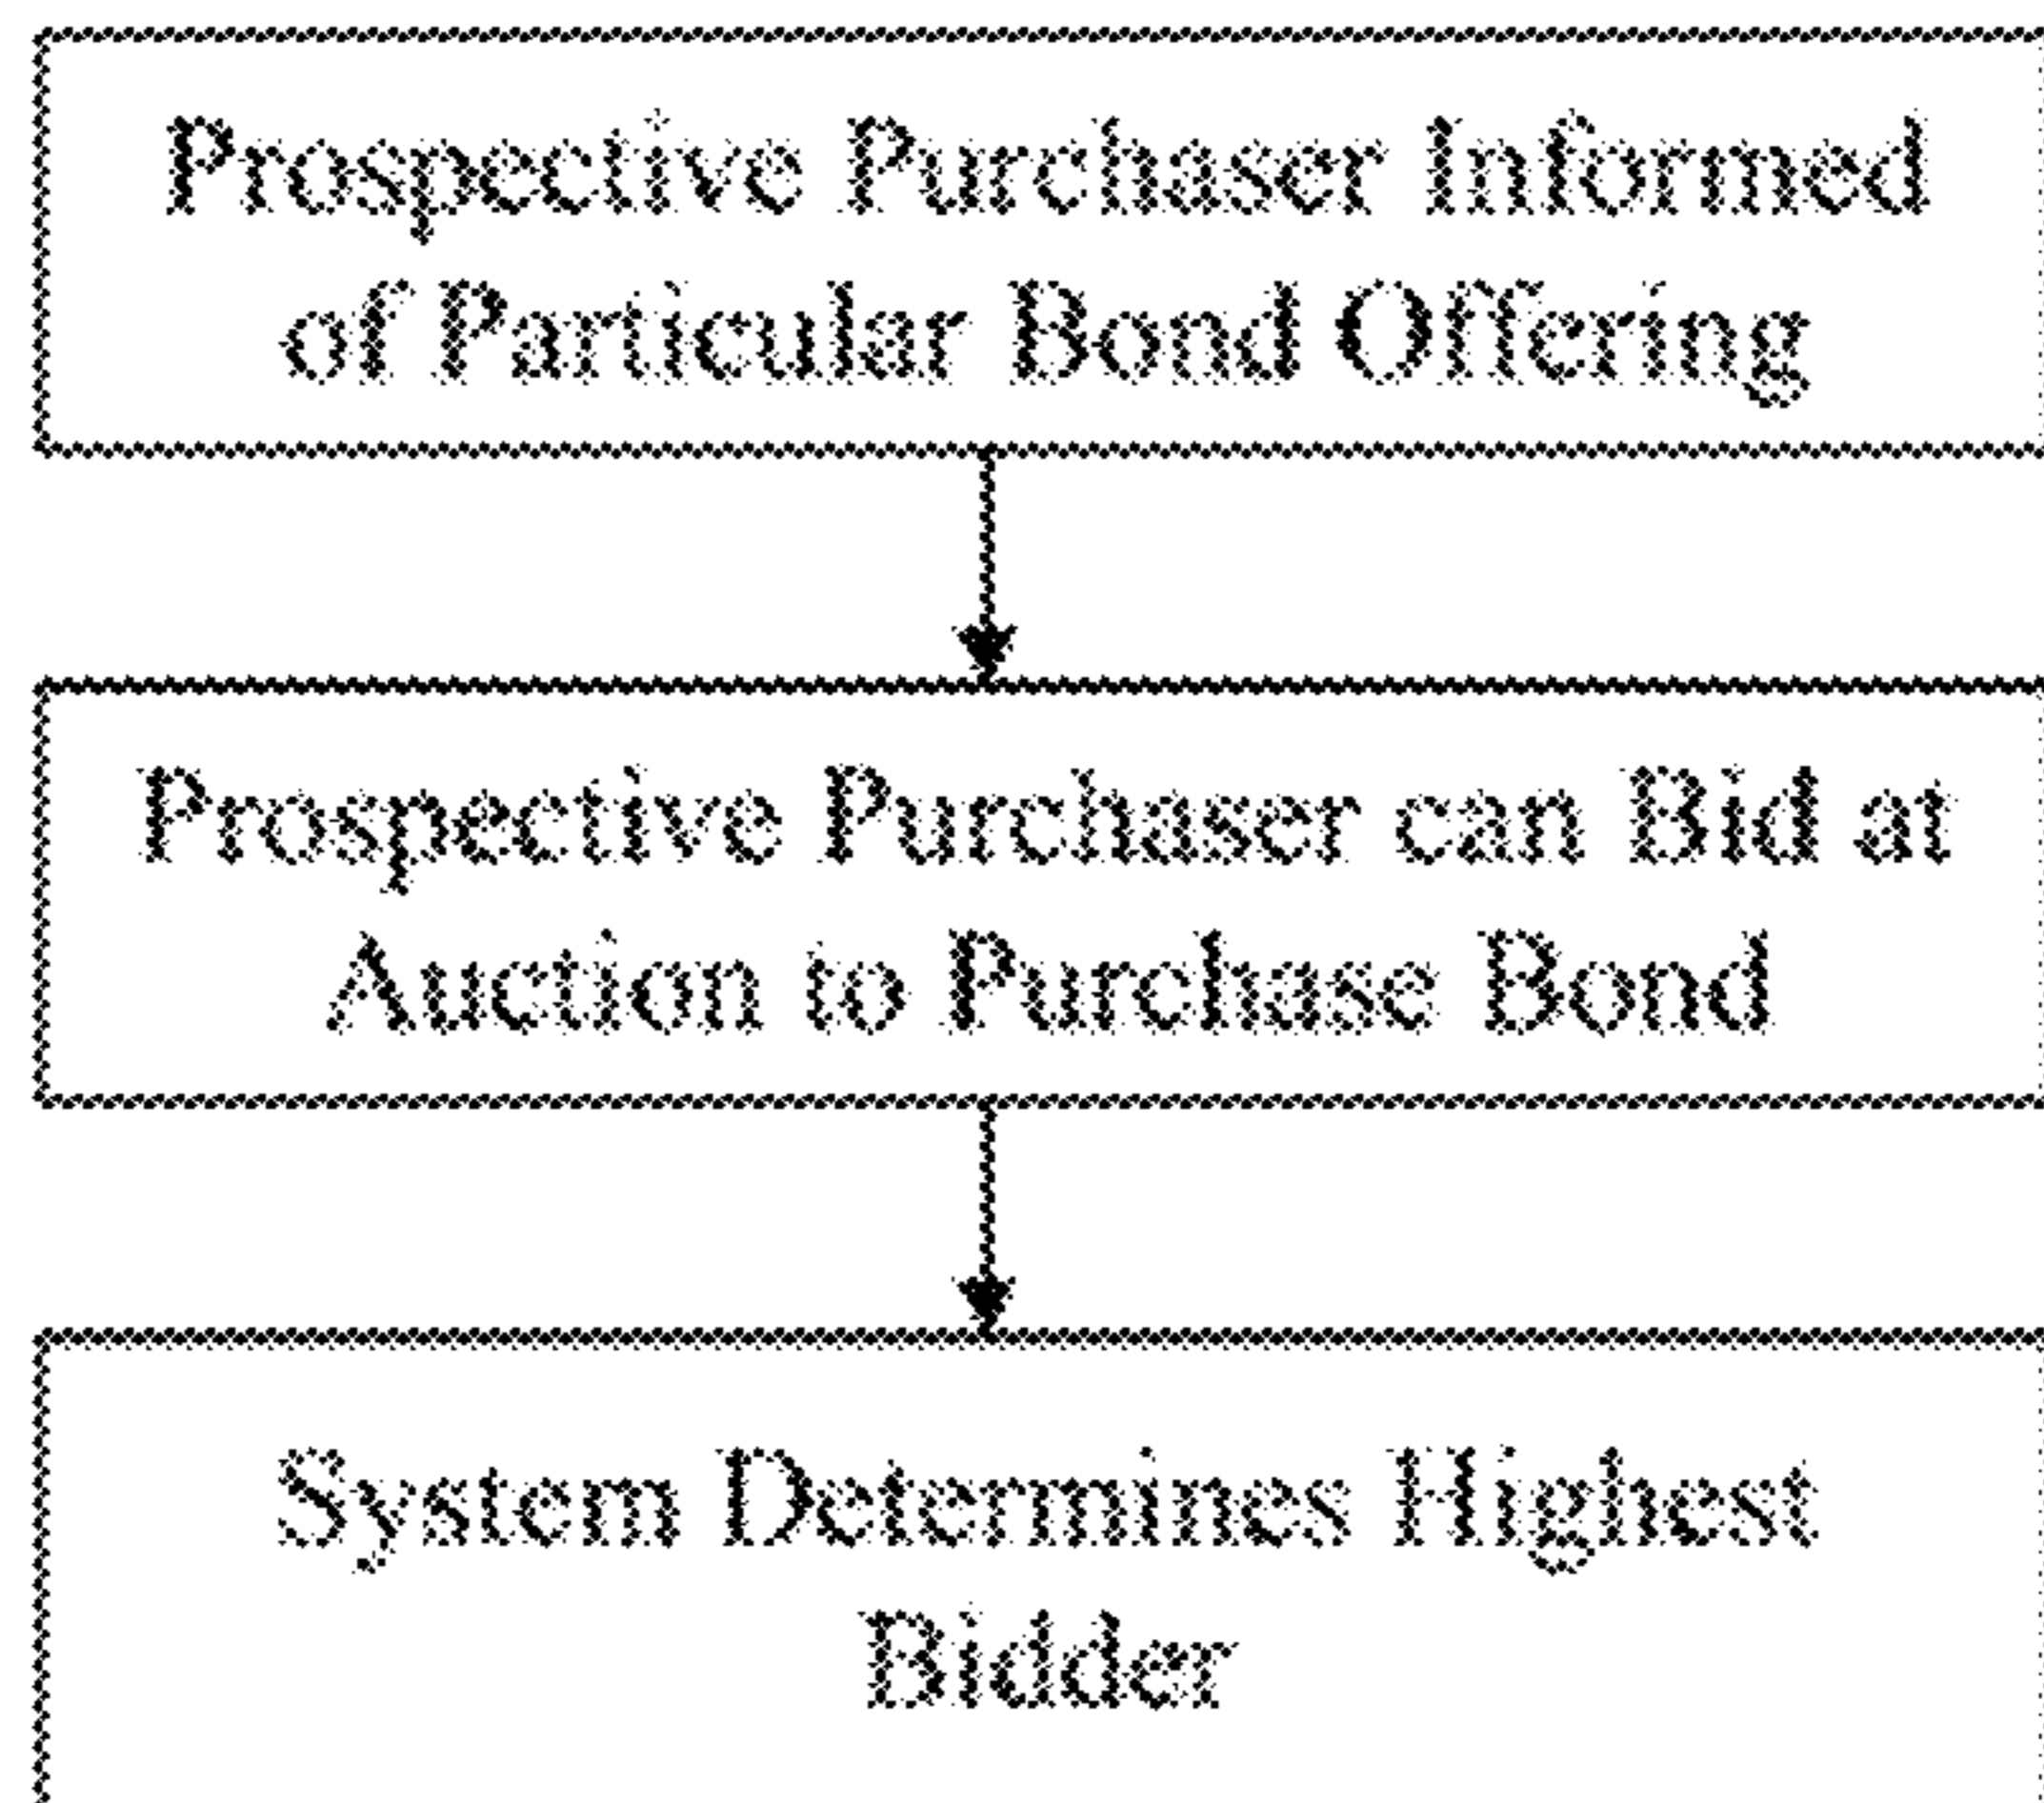 Prospective Purchaser Informed
of Particular Bond Offering
Prospective Purchaser can Bid at
Auction to Purchase Bond
System Determines Highest
Bidder